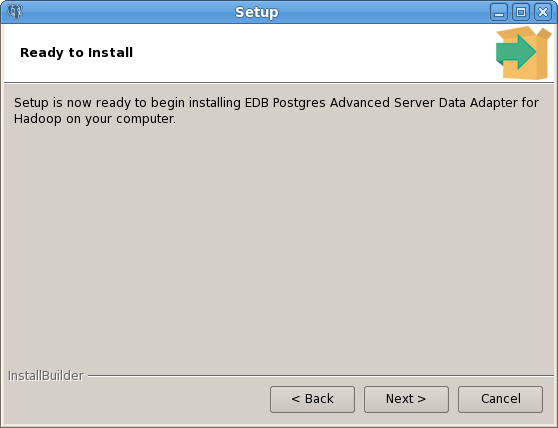 Setup
Ready to Install
Setup is now ready to begin installing EDB Postgres Advanced Server Data Adapter for
Hadoop on your computer.
InstallBuilder
< Back
Next >
Cancel